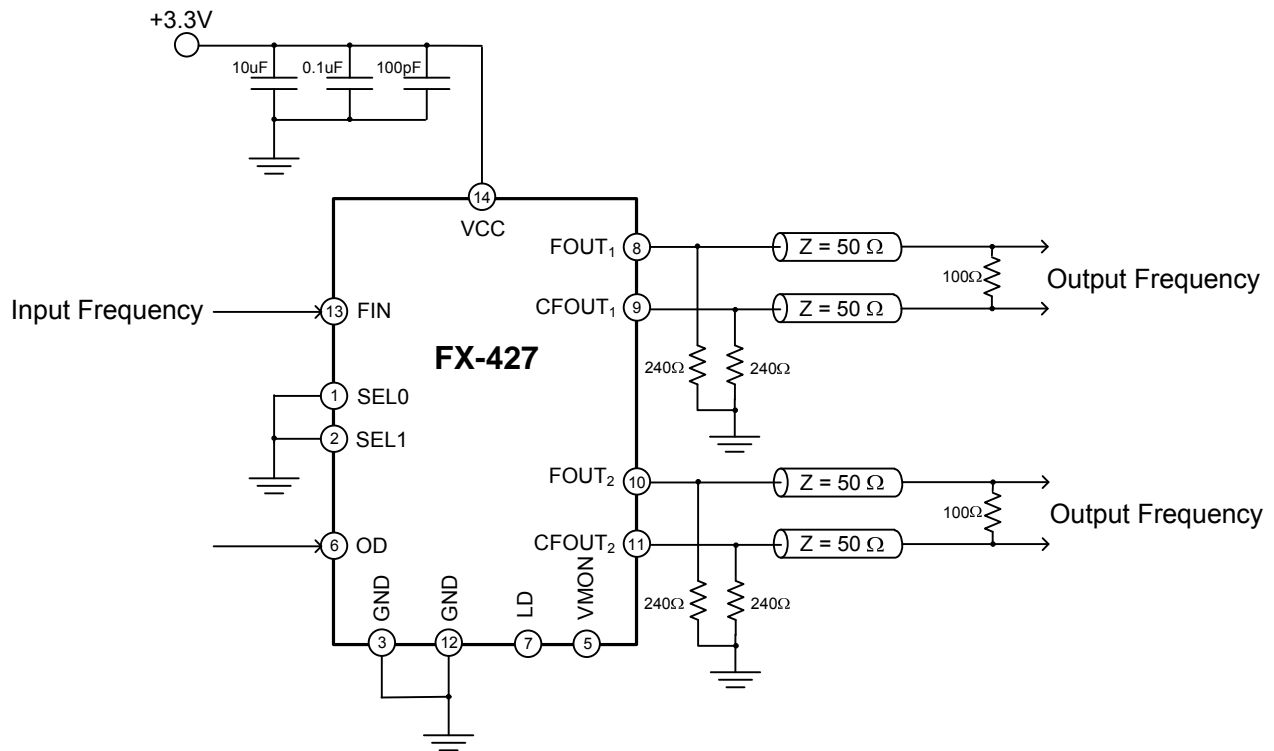 +3.3V
10uF
0.1uF
100pF
14
VCC
FOUT1
8
Z = 50 Ω
100Ω
Output Frequency
Input Frequency
13
FIN
CFOUT1
9
Z = 50 Ω
FX-427
240Ω
240Ω
1
SEL0
2
SEL1
FOUT2
10
Z = 50 Ω
100Ω
Output Frequency
6
OD
CFOUT2
11
Z = 50 Ω
GND
GND
LD
VMON
240Ω
240Ω
3
12
7
5